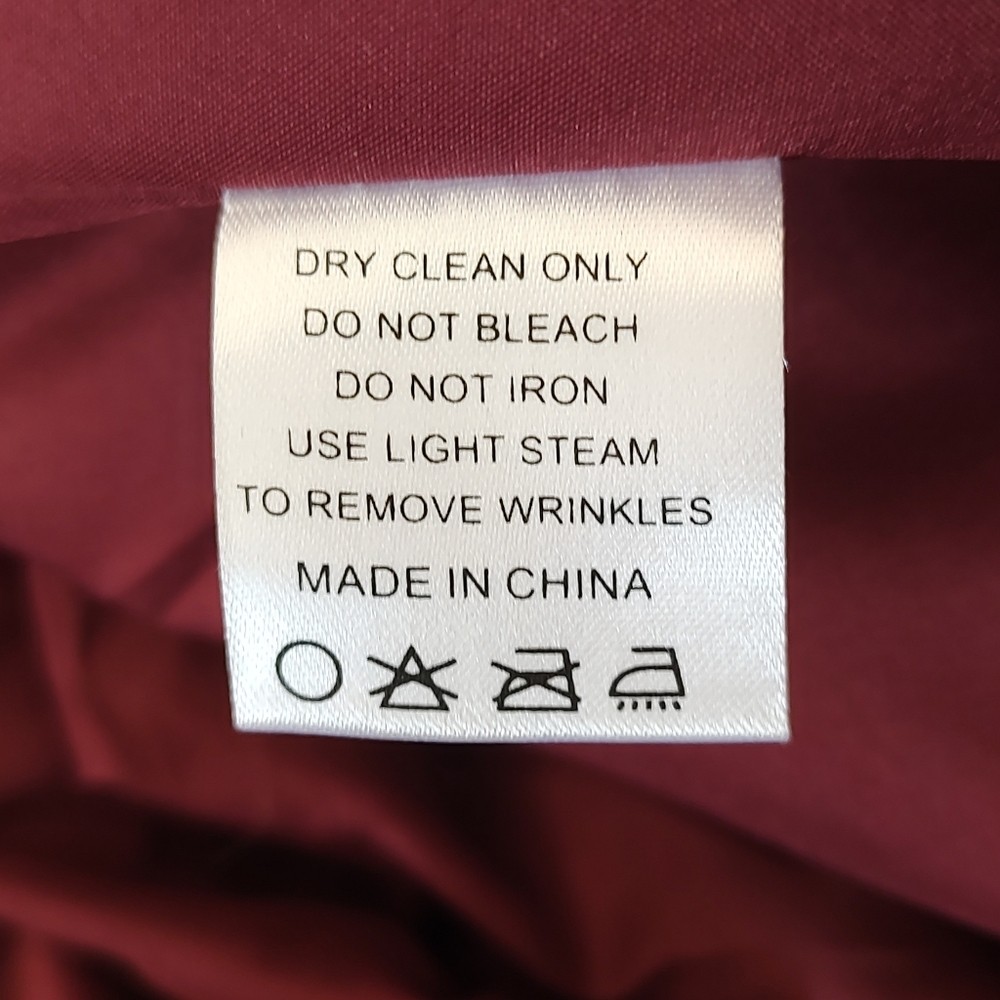 DRY CLEAN ONLY
DO NOT BLEACH
DO NOT IRON
USE LIGHT STEAM
TO REMOVE WRINKLES
MADE IN CHINA